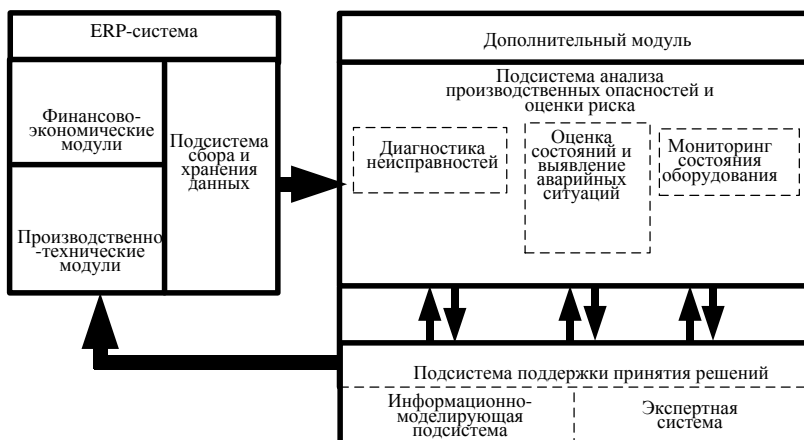 ERP-система
Финансово-
экономические
модули
Производственно
-технические
модули
Подсистема
сбора и
хранения
данных
Дополнительный модуль
Подсистема анализа
производственных опасностей и
оценки риска
Диагностика
неисправностей
Оценка
состояний и
выявление
аварийных
ситуаций
Мониторинг
состояния
оборудования
Подсистема поддержки принятия решений
Информационно-
моделирующая
подсистема
Экспертная
система